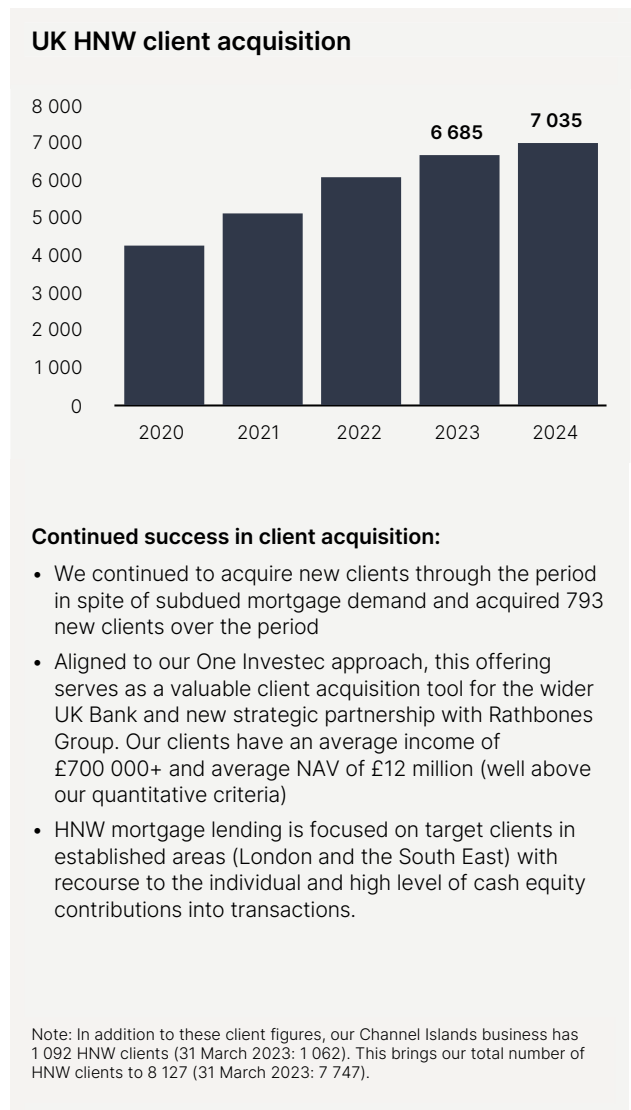 UK HNW client acquisition
8 000
7 000
6 000
5 000
4 000
3 000
2 000
1 000
0
6 685
7 035
2020 2021 2022 2023 2024
Continued success in client acquisition:
• We continued to acquire new clients through the period
in spite of subdued mortgage demand and acquired 793
new clients over the period
• Aligned to our One Investec approach, this offering
serves as a valuable client acquisition tool for the wider
UK Bank and new strategic partnership with Rathbones
Group. Our clients have an average income of
£700 000+ and average NAV of £12 million (well above
our quantitative criteria)
• HNW mortgage lending is focused on target clients in
established areas (London and the South East) with
recourse to the individual and high level of cash equity
contributions into transactions.
Note: In addition to these client figures, our Channel Islands business has
1 092 HNW clients (31 March 2023: 1 062). This brings our total number of
HNW clients to 8 127 (31 March 2023: 7 747).